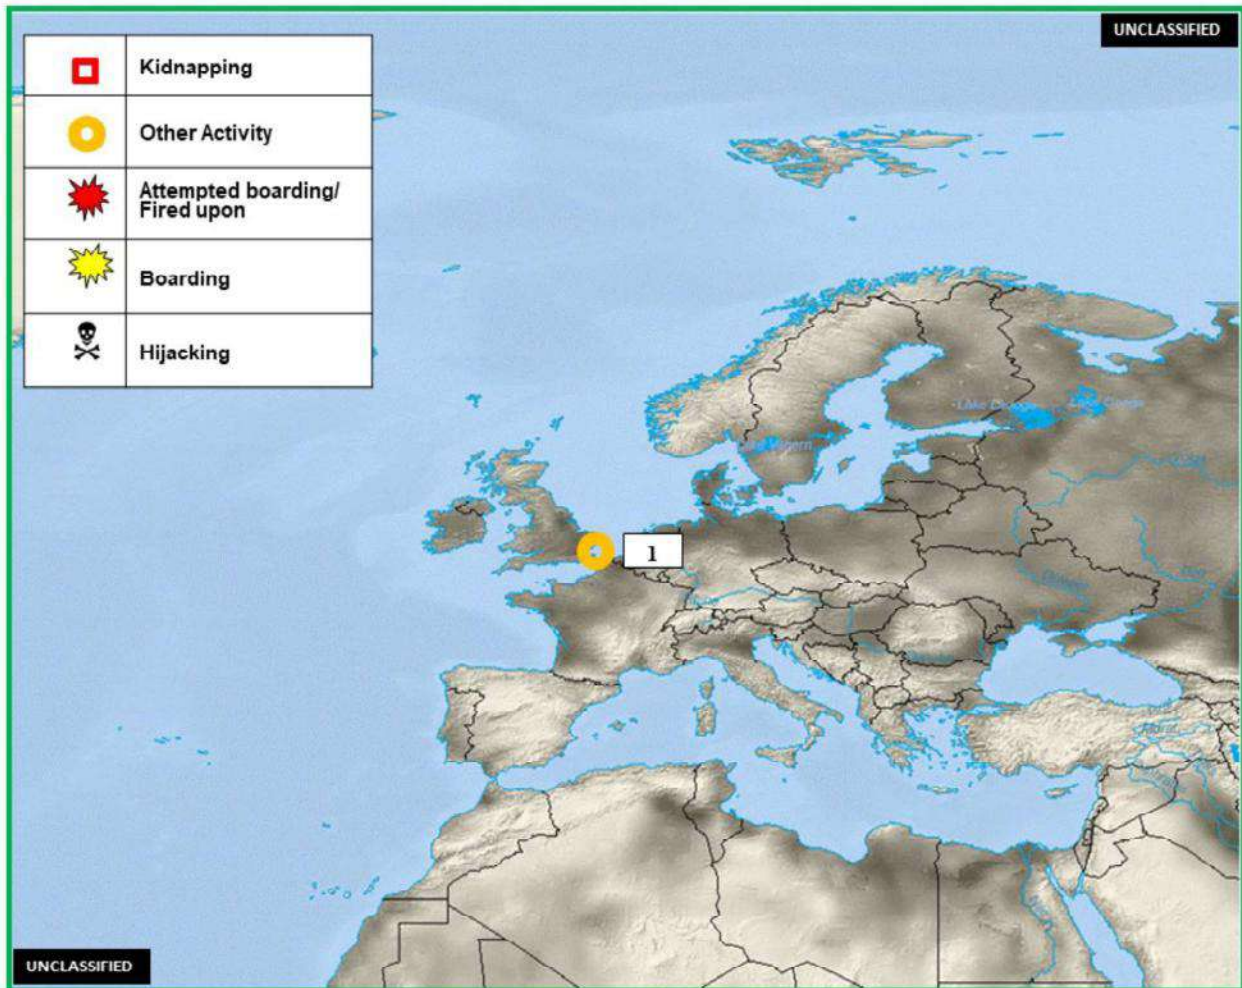 UNCLASSIFIED
Kidnapping
Other Activity
Attempted boarding/
Fired upon
Boarding
Hijacking
1
UNCLASSIFIED